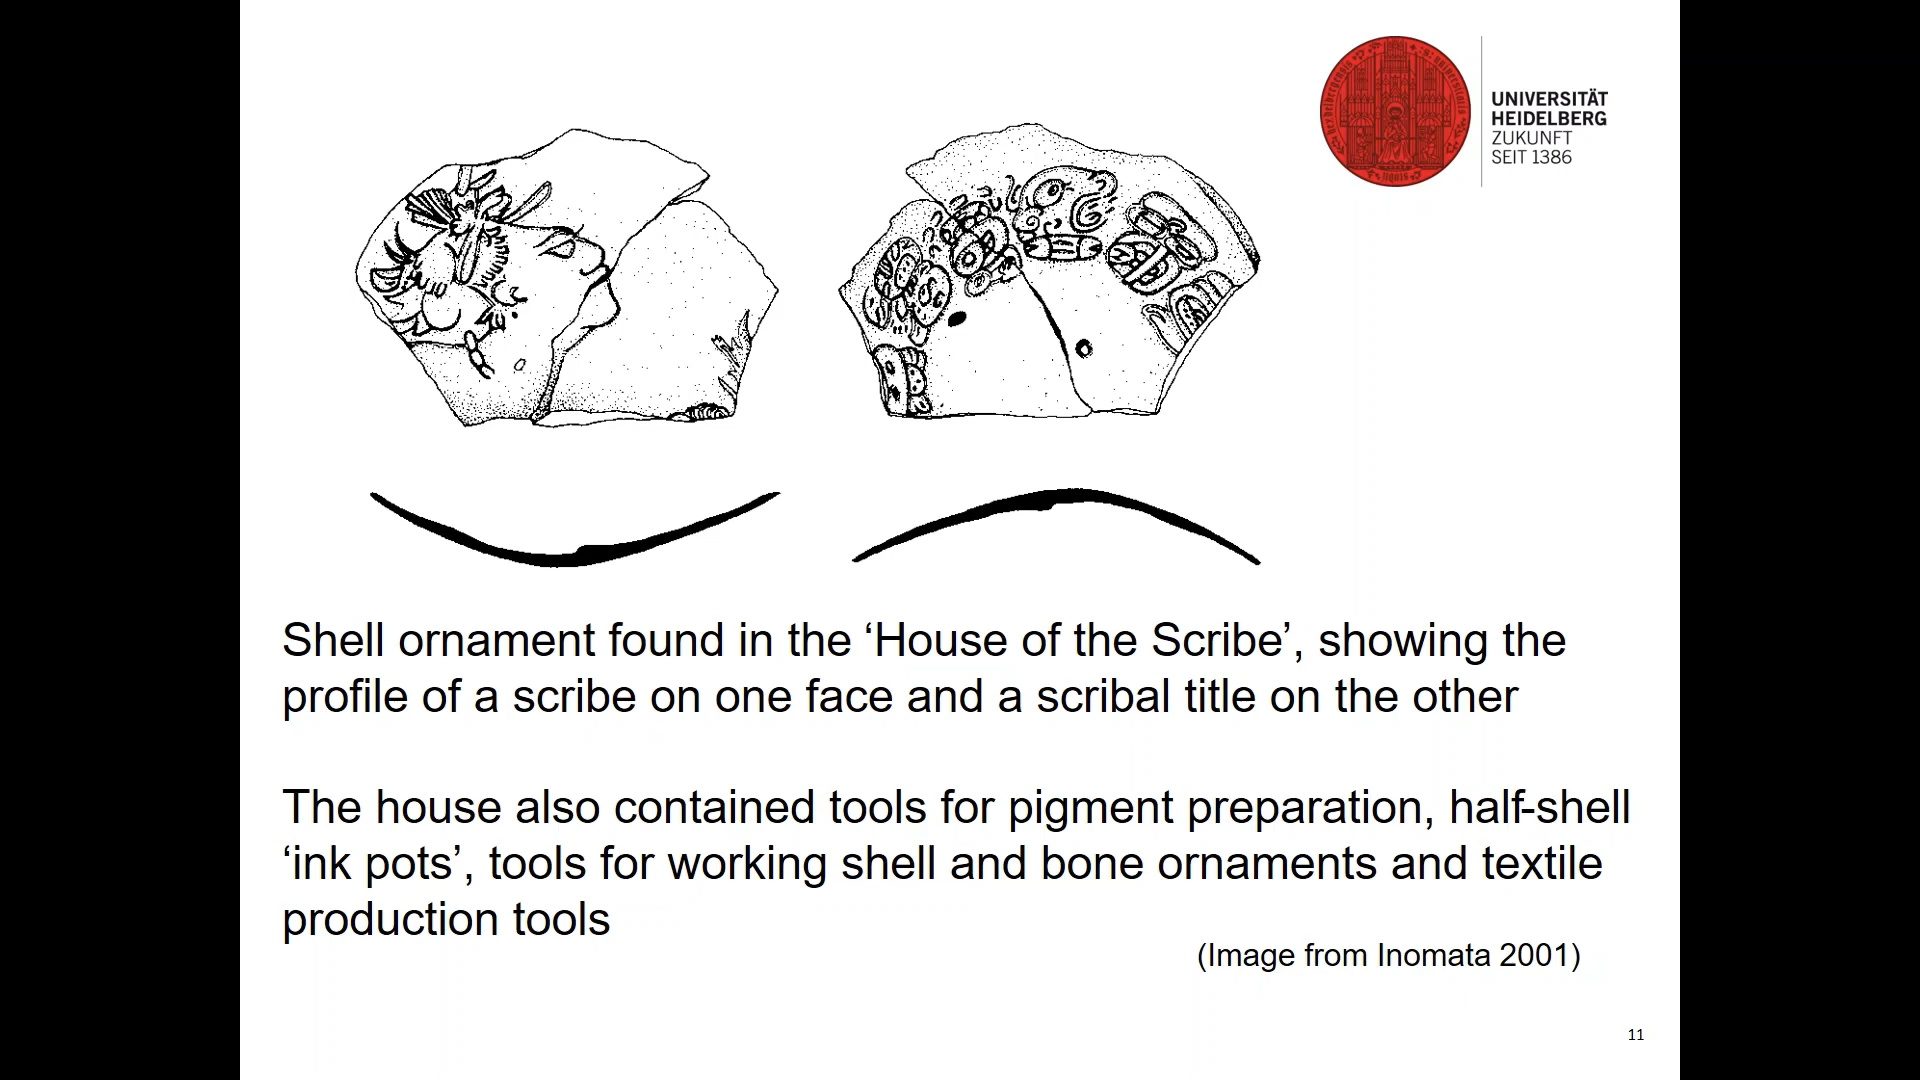 UNIVERSITÄT
HEIDELBERG
ZUKUNFT
SEIT 1386
Shell ornament found in the ‘House of the Scribe’, showing the
profile of a scribe on one face and a scribal title on the other
The house also contained tools for pigment preparation, half-shell
‘ink pots’, tools for working shell and bone ornaments and textile
production tools
(Image from Inomata 2001)
11